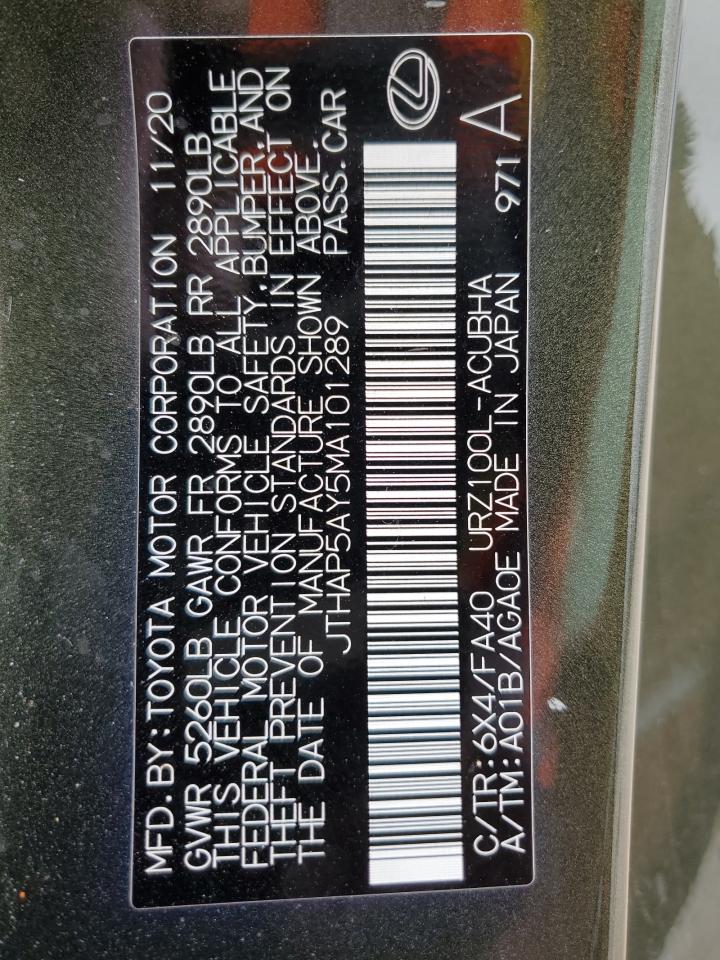 MFD.BY:TOYOTA MOTOR CORPORATION 11/20
GVWR 5260LB GAWR FR 2890LB RR 2890LB
THIS VEHICLE CONFORMS TO ALL APPLICABLE
FEDERAL MOTOR VEHICLE SAFETY,BUMPER,AND
THEFT PREVENTION STANDARDS IN EFFECT ON
THE DATE OF MANUFACTURE SHOWN ABOVE.
JTHAP5AY5MA101289 PASS.CAR
C/TR:6X4/FA40 URZ100L-ACUBHA 971
A/TM:A01B/AGA0E MADE IN JAPAN A